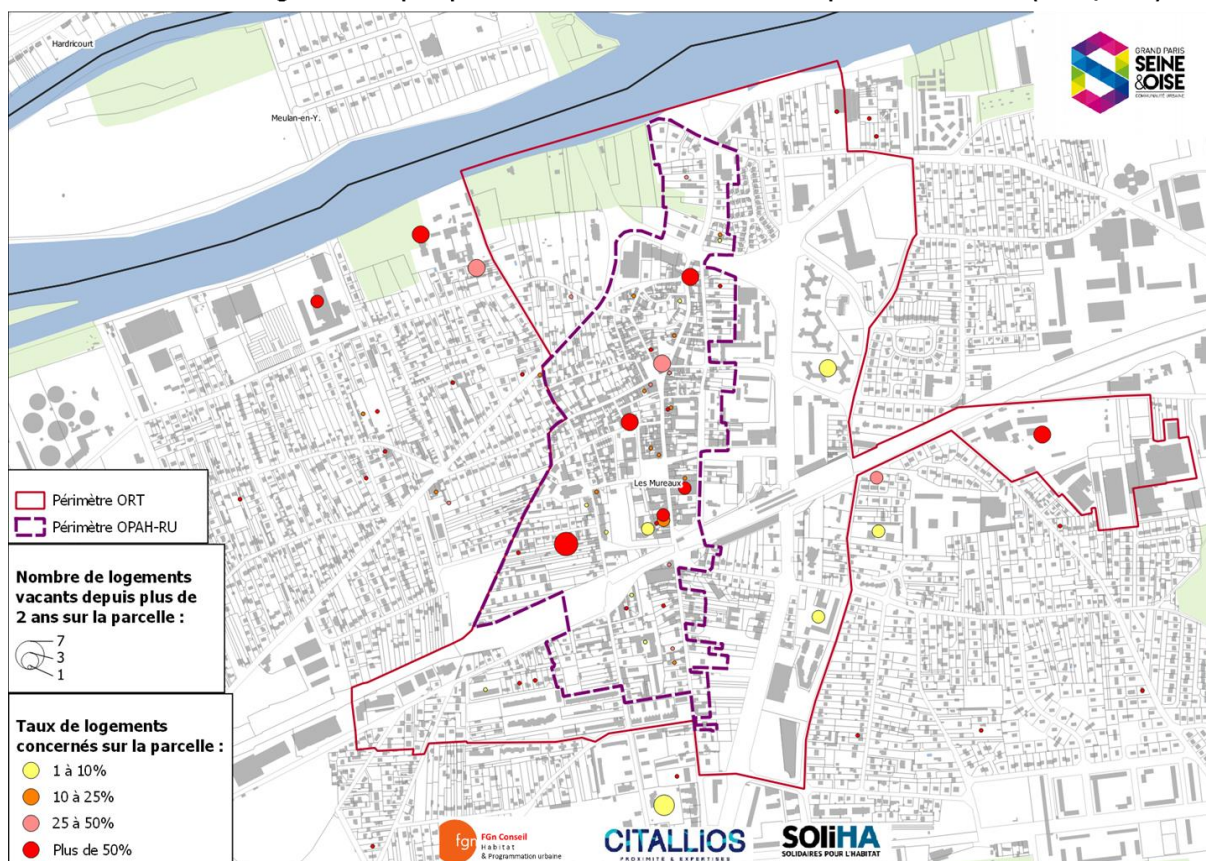 Hardricourt
GRAND PARIS
SEINE
&OISE
COMMUNAUTÉ URBAINE
Meulan-en-Y.
Les Mureaux
Périmètre ORT
Périmètre OPAH-RU
Nombre de logements
vacants depuis plus de
2 ans sur la parcelle :
7
3
1
Taux de logements
concernés sur la parcelle :
1 à 10%
10 à 25%
25 à 50%
Plus de 50%
fgn
FGn Conseil
Habitat
& Programmation urbaine
CITALLIOS
PROXIMITÉ & EXPERTISES
SOLiHA
SOLIDAIRES POUR L'HABITAT